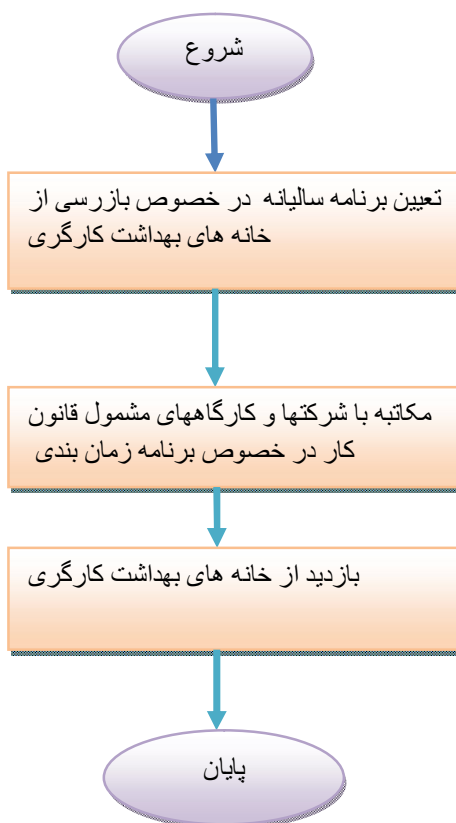 شروع
تعیین برنامه سالیانه در خصوص بازرسی از
خانه های بهداشت کارگری
مکاتبه با شرکتها و کارگاههای مشمول قانون
کار در خصوص برنامه زمان بندی
بازدید از خانه های بهداشت کارگری
پایان